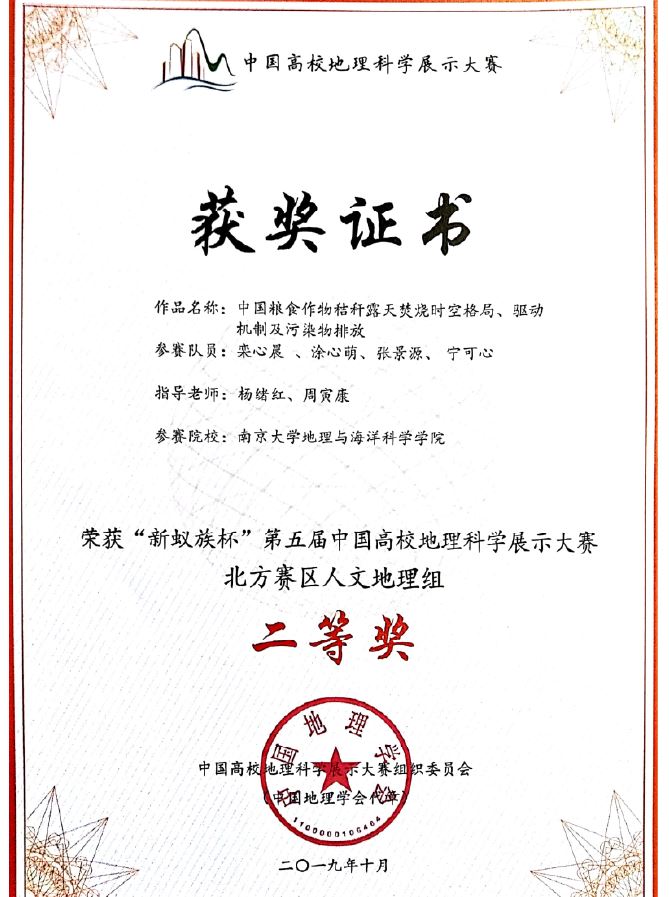 中国高校地理科学展示大赛
获奖证书
作品名称：中国粮食作物秸秆露天焚烧时空格局、驱动
机制及污染物排放
参赛队员：栾心晨 、涂心萌、张景源、 宁可心
指导老师：杨绪红、周寅康
参赛院校：南京大学地理与海洋科学学院
荣获“新蚁族杯”第五届中国高校地理科学展示大赛
北方赛区人文地理组
二等奖
中国地理学会
中国高校地理科学展示大赛组织委员会
（中国地理学会代章）
1100000106464
二〇一九年十月